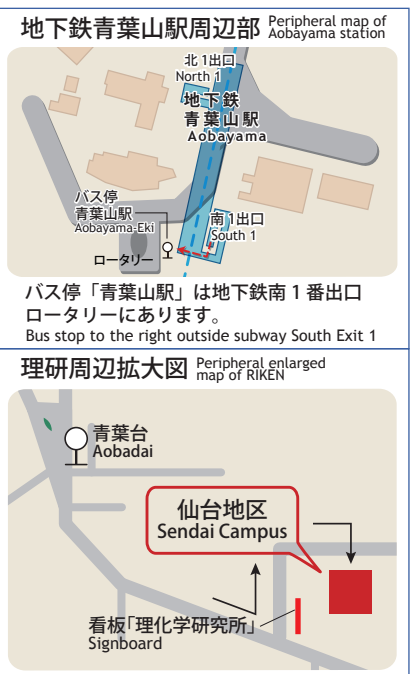 地下鉄青葉山駅周辺部 Peripheral map of
Aobayama station
北1出口
North 1
地下鉄
青葉山駅
Aobayama
バス停
青葉山駅
Aobayama-Eki
南1出口
South 1
ロータリー
バス停「青葉山駅」は地下鉄南1番出口
ロータリーにあります。
Bus stop to the right outside subway South Exit 1
理研周辺拡大図 Peripheral enlarged
map of RIKEN
青葉台
Aobadai
仙台地区
Sendai Campus
看板「理化学研究所」
Signboard